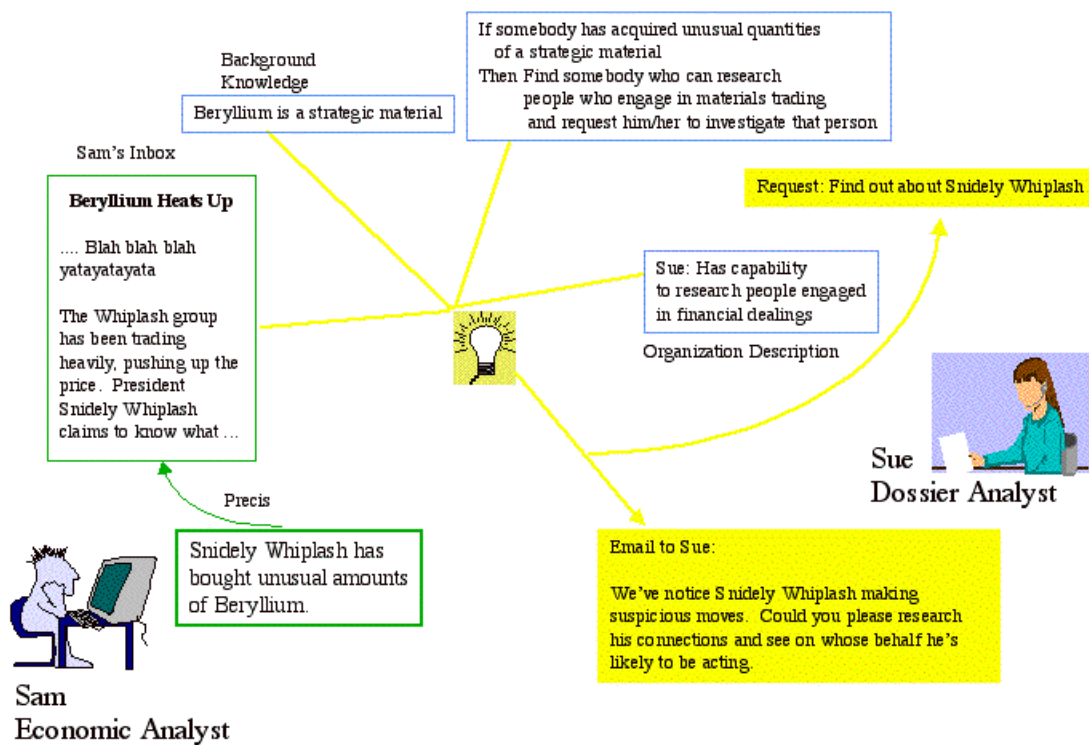 Background
Knowledge
Beryllium is a strategic material
If somebody has acquired unusual quantities
of a strategic material
Then Find somebody who can research
people who engage in materials trading
and request him/her to investigate that person
Sam's Inbox
Beryllium Heats Up
.... Blah blah blah
yatayatayata
The Whiplash group
has been trading
heavily, pushing up the
price. President
Snidely Whiplash
claims to know what ...
Request: Find out about Snidely Whiplash
Sue: Has capability
to research people engaged
in financial dealings
Organization Description
Sue
Dossier Analyst
Precis
Snidely Whiplash has
bought unusual amounts
of Beryllium.
Email to Sue:
We've notice Snidely Whiplash making
suspicious moves. Could you please research
his connections and see on whose behalf he's
likely to be acting.
Sam
Economic Analyst